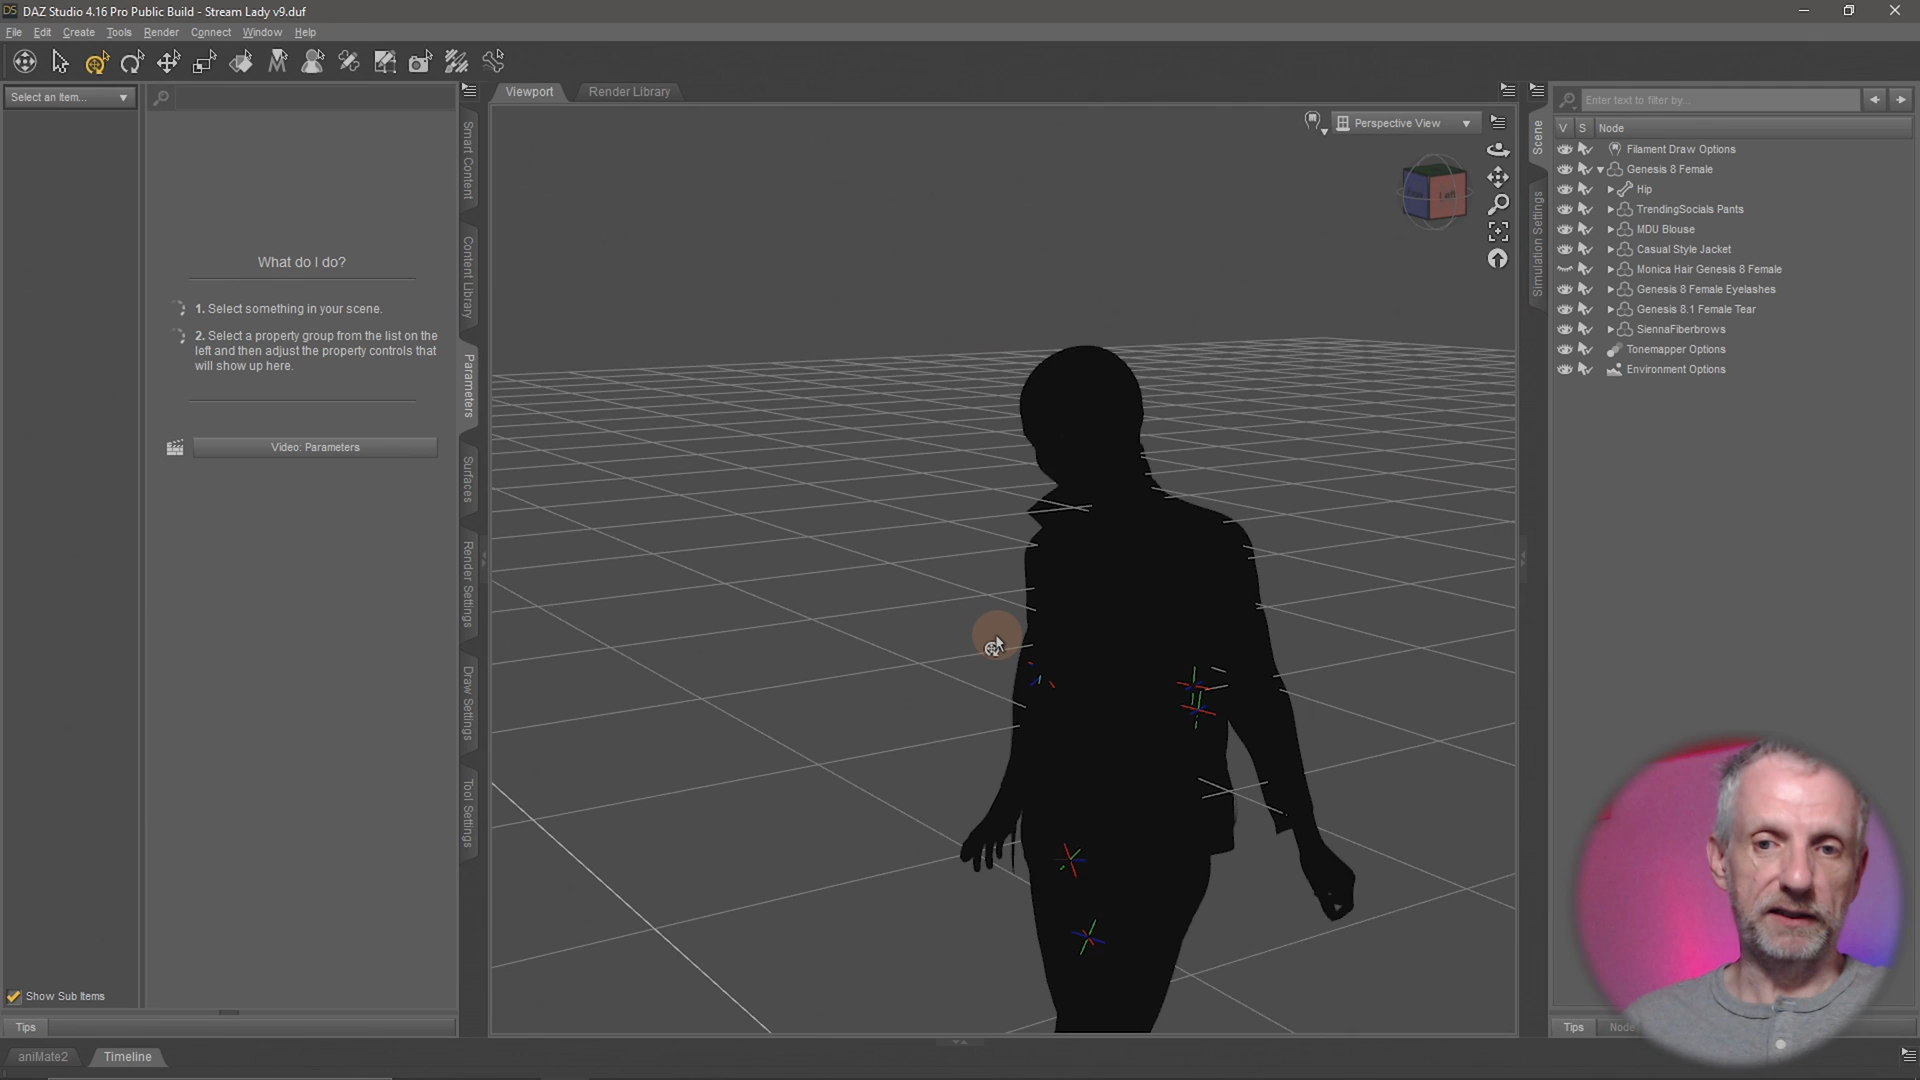 DAZ Studio 4.16 Pro Public Build - Stream Lady v9.duf
File Edit Create Tools Render Connect Window Help
Select an Item...
What do I do?
1. Select something in your scene.
2. Select a property group from the list on the
left and then adjust the property controls that
will show up here.
Video: Parameters
Show Sub Items
Tips
aniMate2
Timeline
Smart Content
Content Library
Parameters
Surfaces
Render Settings
Draw Settings
Tool Settings
Viewport
Render Library
Perspective View
Left
Scene
Simulation Settings
Enter text to filter by...
V S Node
Filament Draw Options
Genesis 8 Female
Hip
TrendingSocials Pants
MDU Blouse
Casual Style Jacket
Monica Hair Genesis 8 Female
Genesis 8 Female Eyelashes
Genesis 8.1 Female Tear
SiennaFiberbrows
Tonemapper Options
Environment Options
Tips
Node